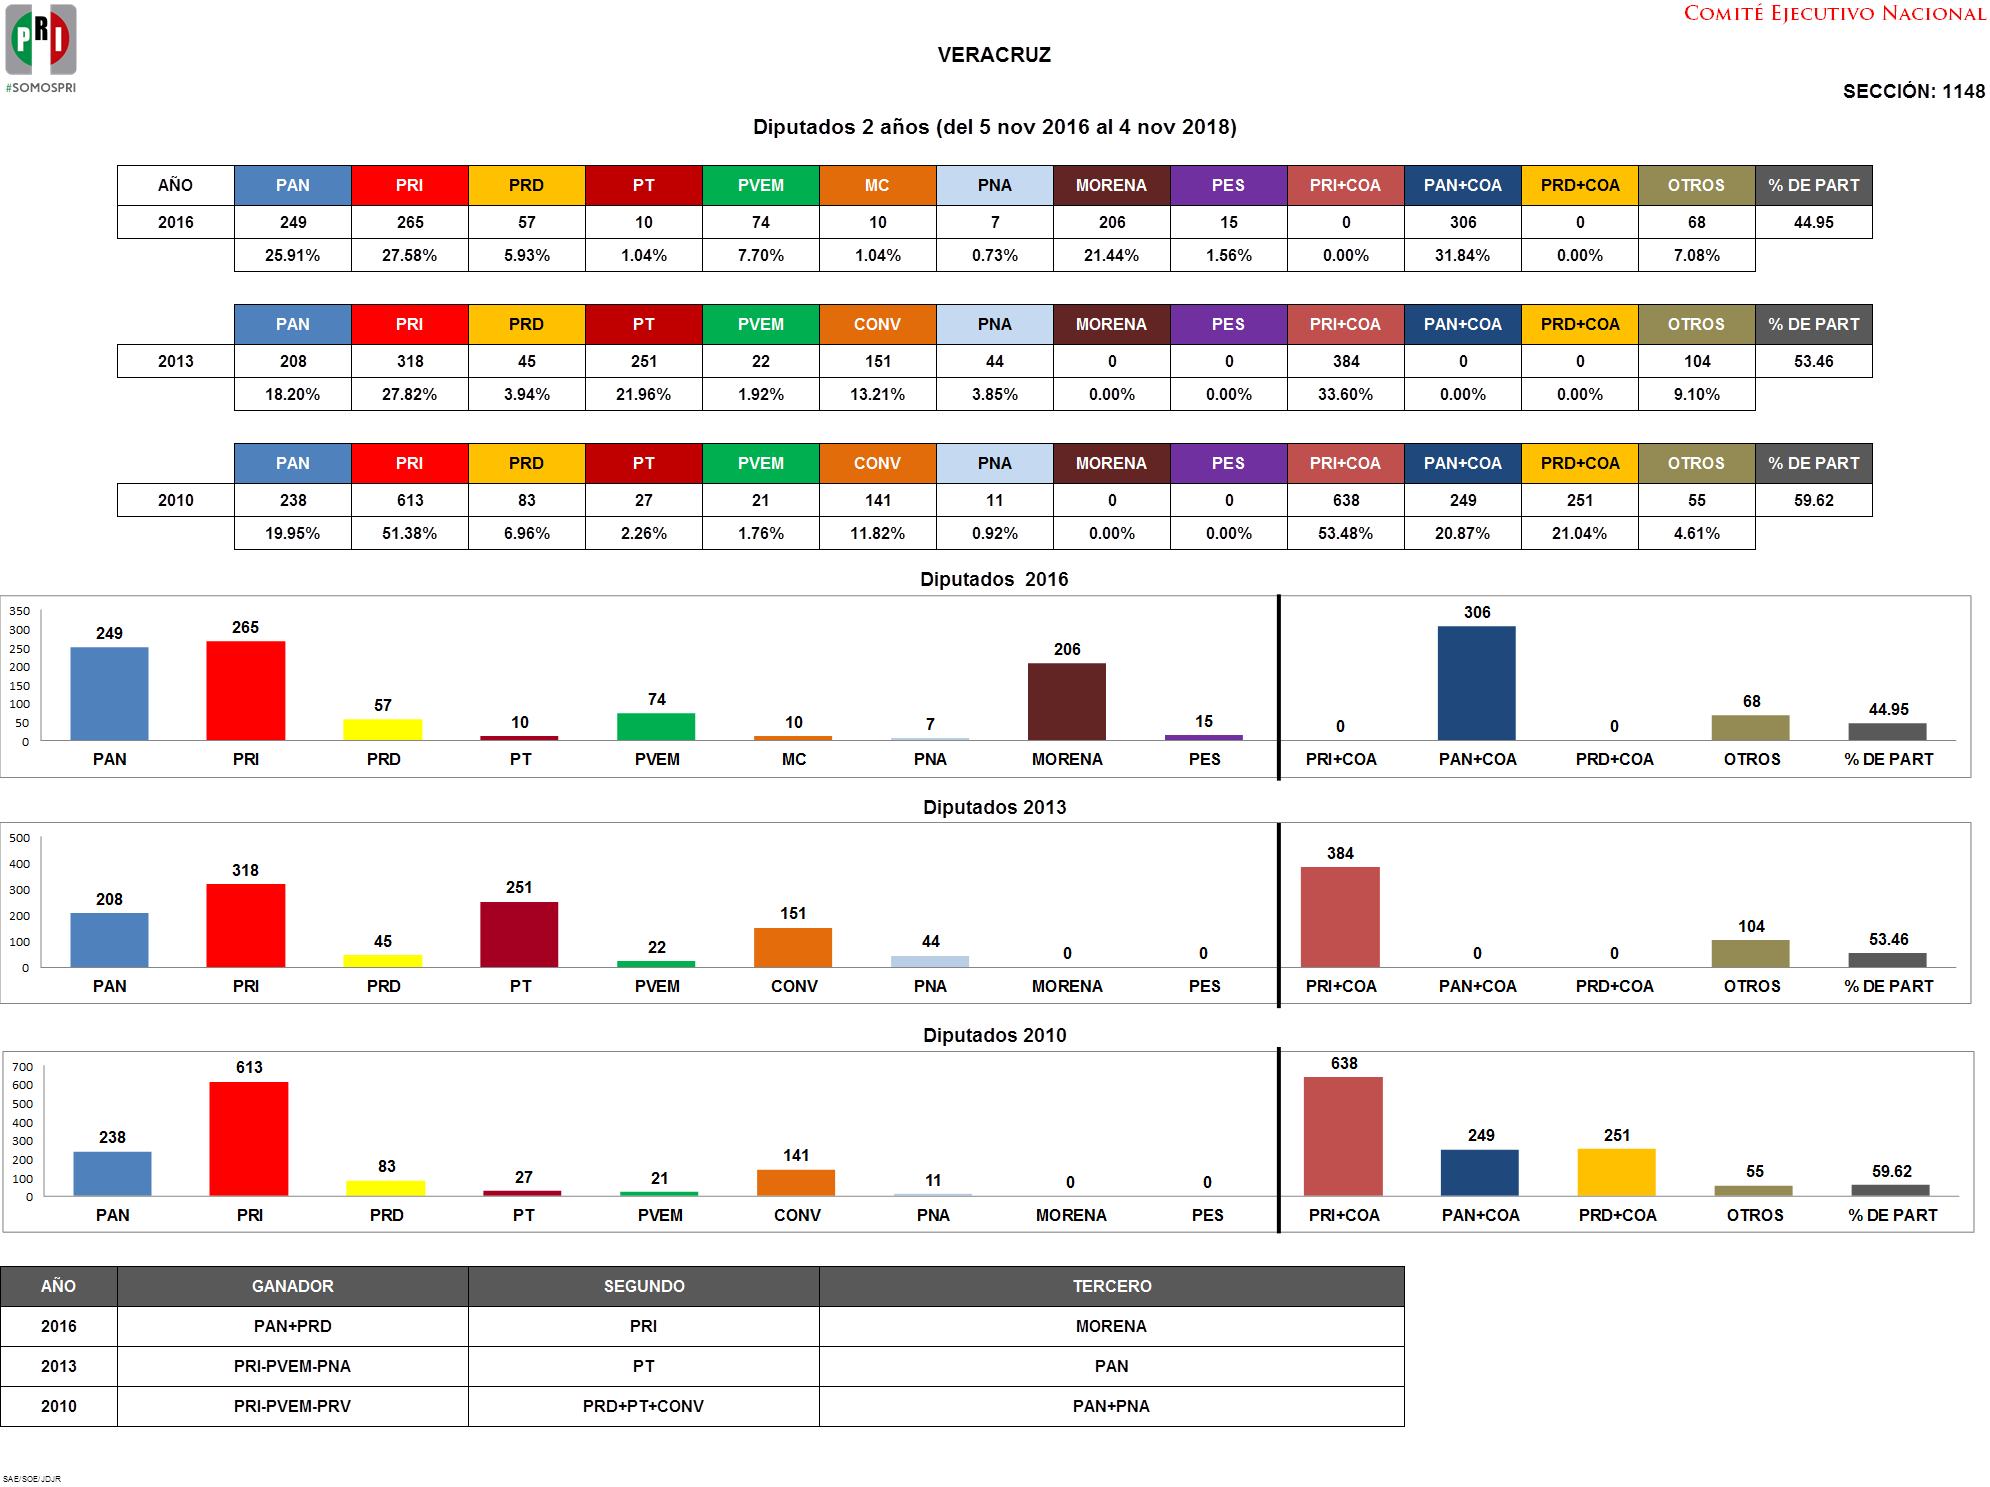 PRI
#SOMOSPRI
COMITÉ EJECUTIVO NACIONAL
VERACRUZ
SECCIÓN: 1148
Diputados 2 años (del 5 nov 2016 al 4 nov 2018)
AÑO PAN PRI PRD PT PVEM MC PNA MORENA PES PRI+COA PAN+COA PRD+COA OTROS % DE PART
2016 249 265 57 10 74 10 7 206 15 0 306 0 68 44.95
25.91% 27.58% 5.93% 1.04% 7.70% 1.04% 0.73% 21.44% 1.56% 0.00% 31.84% 0.00% 7.08%
PAN PRI PRD PT PVEM CONV PNA MORENA PES PRI+COA PAN+COA PRD+COA OTROS % DE PART
2013 208 318 45 251 22 151 44 0 0 384 0 0 104 53.46
18.20% 27.82% 3.94% 21.96% 1.92% 13.21% 3.85% 0.00% 0.00% 33.60% 0.00% 0.00% 9.10%
PAN PRI PRD PT PVEM CONV PNA MORENA PES PRI+COA PAN+COA PRD+COA OTROS % DE PART
2010 238 613 83 27 21 141 11 0 0 638 249 251 55 59.62
19.95% 51.38% 6.96% 2.26% 1.76% 11.82% 0.92% 0.00% 0.00% 53.48% 20.87% 21.04% 4.61%
Diputados 2016
350
300
250
200
150
100
50
0
249 265 57 10 74 10 7 206 15 0 306 0 68 44.95
PAN PRI PRD PT PVEM MC PNA MORENA PES PRI+COA PAN+COA PRD+COA OTROS % DE PART
Diputados 2013
500
400
300
200
100
0
208 318 45 251 22 151 44 0 0 384 0 0 104 53.46
PAN PRI PRD PT PVEM CONV PNA MORENA PES PRI+COA PAN+COA PRD+COA OTROS % DE PART
Diputados 2010
700
600
500
400
300
200
100
0
238 613 83 27 21 141 11 0 0 638 249 251 55 59.62
PAN PRI PRD PT PVEM CONV PNA MORENA PES PRI+COA PAN+COA PRD+COA OTROS % DE PART
AÑO GANADOR SEGUNDO TERCERO
2016 PAN+PRD PRI MORENA
2013 PRI-PVEM-PNA PT PAN
2010 PRI-PVEM-PRV PRD+PT+CONV PAN+PNA
SAE/SOE/JDJR